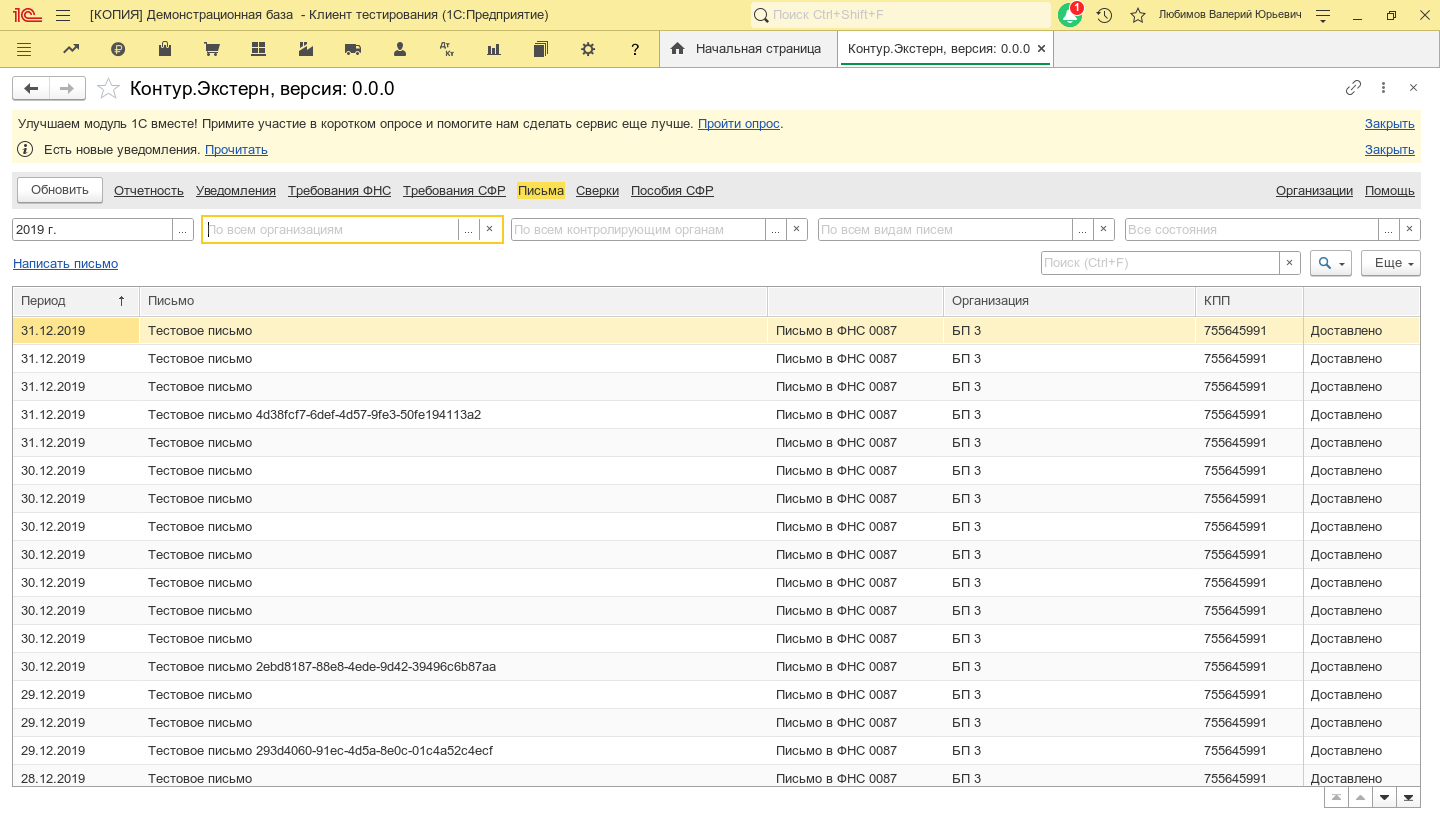 [КОПИЯ] Демонстрационная база - Клиент тестирования (1С:Предприятие) Поиск Ctrl+Shift+F 1 Любимов Валерий Юрьевич
Дт Кт ? Начальная страница Контур.Экстерн, версия: 0.0.0
Контур.Экстерн, версия: 0.0.0
Улучшаем модуль 1С вместе! Примите участие в коротком опросе и помогите нам сделать сервис еще лучше. Пройти опрос. Закрыть
Есть новые уведомления. Прочитать Закрыть
Обновить Отчетность Уведомления Требования ФНС Требования СФР Письма Сверки Пособия СФР Организации Помощь
2019 г. ... По всем организациям ... × По всем контролирующим органам ... × По всем видам писем ... × Все состояния ... ×
Написать письмо Поиск (Ctrl+F) × Еще
Период Письмо Организация КПП
31.12.2019 Тестовое письмо Письмо в ФНС 0087 БП 3 755645991 Доставлено
31.12.2019 Тестовое письмо Письмо в ФНС 0087 БП 3 755645991 Доставлено
31.12.2019 Тестовое письмо Письмо в ФНС 0087 БП 3 755645991 Доставлено
31.12.2019 Тестовое письмо 4d38fcf7-6def-4d57-9fe3-50fe194113a2 Письмо в ФНС 0087 БП 3 755645991 Доставлено
31.12.2019 Тестовое письмо Письмо в ФНС 0087 БП 3 755645991 Доставлено
30.12.2019 Тестовое письмо Письмо в ФНС 0087 БП 3 755645991 Доставлено
30.12.2019 Тестовое письмо Письмо в ФНС 0087 БП 3 755645991 Доставлено
30.12.2019 Тестовое письмо Письмо в ФНС 0087 БП 3 755645991 Доставлено
30.12.2019 Тестовое письмо Письмо в ФНС 0087 БП 3 755645991 Доставлено
30.12.2019 Тестовое письмо Письмо в ФНС 0087 БП 3 755645991 Доставлено
30.12.2019 Тестовое письмо Письмо в ФНС 0087 БП 3 755645991 Доставлено
30.12.2019 Тестовое письмо Письмо в ФНС 0087 БП 3 755645991 Доставлено
30.12.2019 Тестовое письмо 2ebd8187-88e8-4ede-9d42-39496c6b87aa Письмо в ФНС 0087 БП 3 755645991 Доставлено
29.12.2019 Тестовое письмо Письмо в ФНС 0087 БП 3 755645991 Доставлено
29.12.2019 Тестовое письмо Письмо в ФНС 0087 БП 3 755645991 Доставлено
29.12.2019 Тестовое письмо 293d4060-91ec-4d5a-8e0c-01c4a52c4ecf Письмо в ФНС 0087 БП 3 755645991 Доставлено
28.12.2019 Тестовое письмо Письмо в ФНС 0087 БП 3 755645991 Доставлено